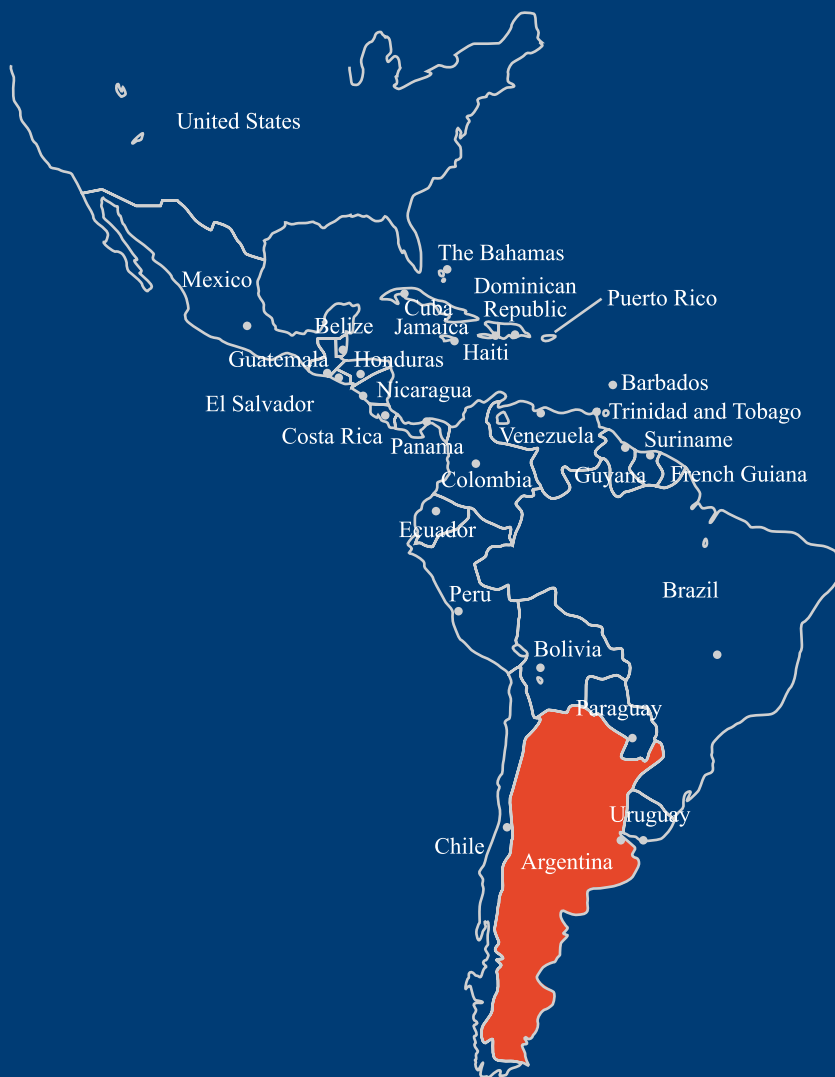 United States
The Bahamas
Mexico
Dominican
Republic
Puerto Rico
Cuba
Belize
Jamaica
Haiti
Guatemala
Honduras
Barbados
Nicaragua
El Salvador
Trinidad and Tobago
Costa Rica
Panama
Venezuela
Suriname
Colombia
Guyana
French Guiana
Ecuador
Peru
Brazil
Bolivia
Paraguay
Uruguay
Chile
Argentina